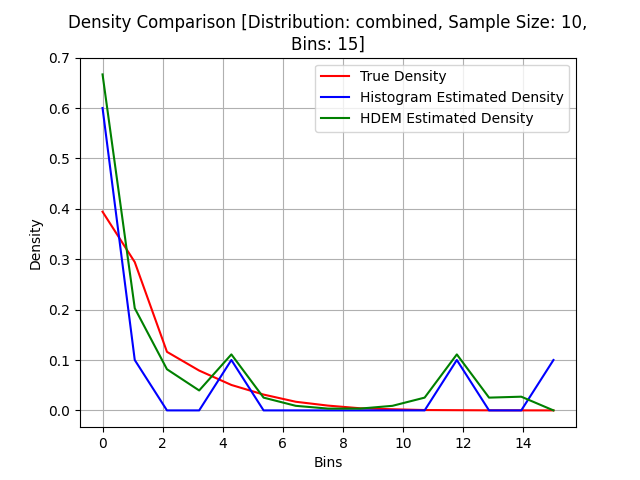 Density Comparison [Distribution: combined, Sample Size: 10,
Bins: 15]
True Density
Histogram Estimated Density
HDEM Estimated Density
Density
0.7
0.6
0.5
0.4
0.3
0.2
0.1
0.0
0 2 4 6 8 10 12 14
Bins